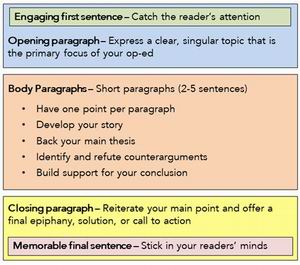 Engaging first sentence – Catch the reader's attention
Opening paragraph – Express a clear, singular topic that is
the primary focus of your op-ed
Body Paragraphs – Short paragraphs (2-5 sentences)
• Have one point per paragraph
• Develop your story
• Back your main thesis
• Identify and refute counterarguments
• Build support for your conclusion
Closing paragraph – Reiterate your main point and offer a
final epiphany, solution, or call to action
Memorable final sentence – Stick in your readers' minds